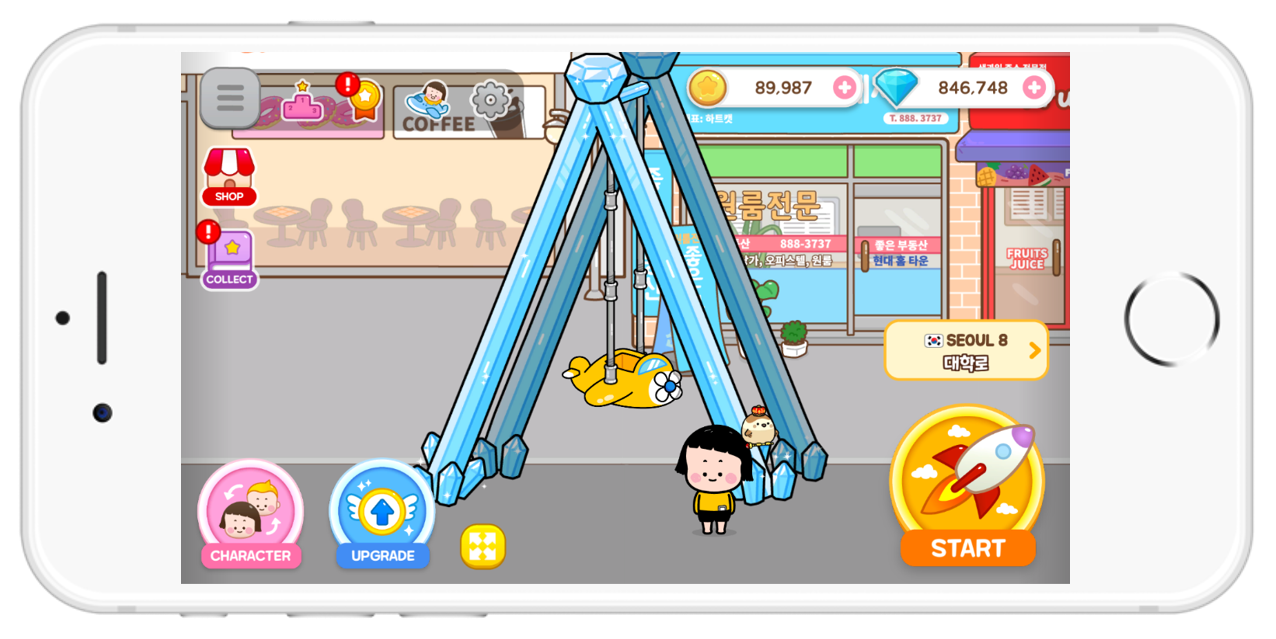 COFFEE
89,987
846,748
T. 888. 3737
SHOP
COLLECT
원룸전문
888-3737
좋은 부동산
현대 홈 타운
FRUITS
JUICE
SEOUL 8
대학로
CHARACTER
UPGRADE
START